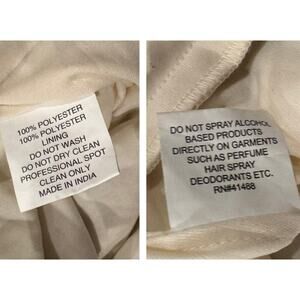 100% POLYESTER
100% POLYESTER
LINING
DO NOT WASH
DO NOT DRY CLEAN
PROFESSIONAL SPOT
CLEAN ONLY
MADE IN INDIA
DO NOT SPRAY ALCOHOL
BASED PRODUCTS
DIRECTLY ON GARMENTS
SUCH AS PERFUME
HAIR SPRAY
DEODORANTS ETC.
RN#41488